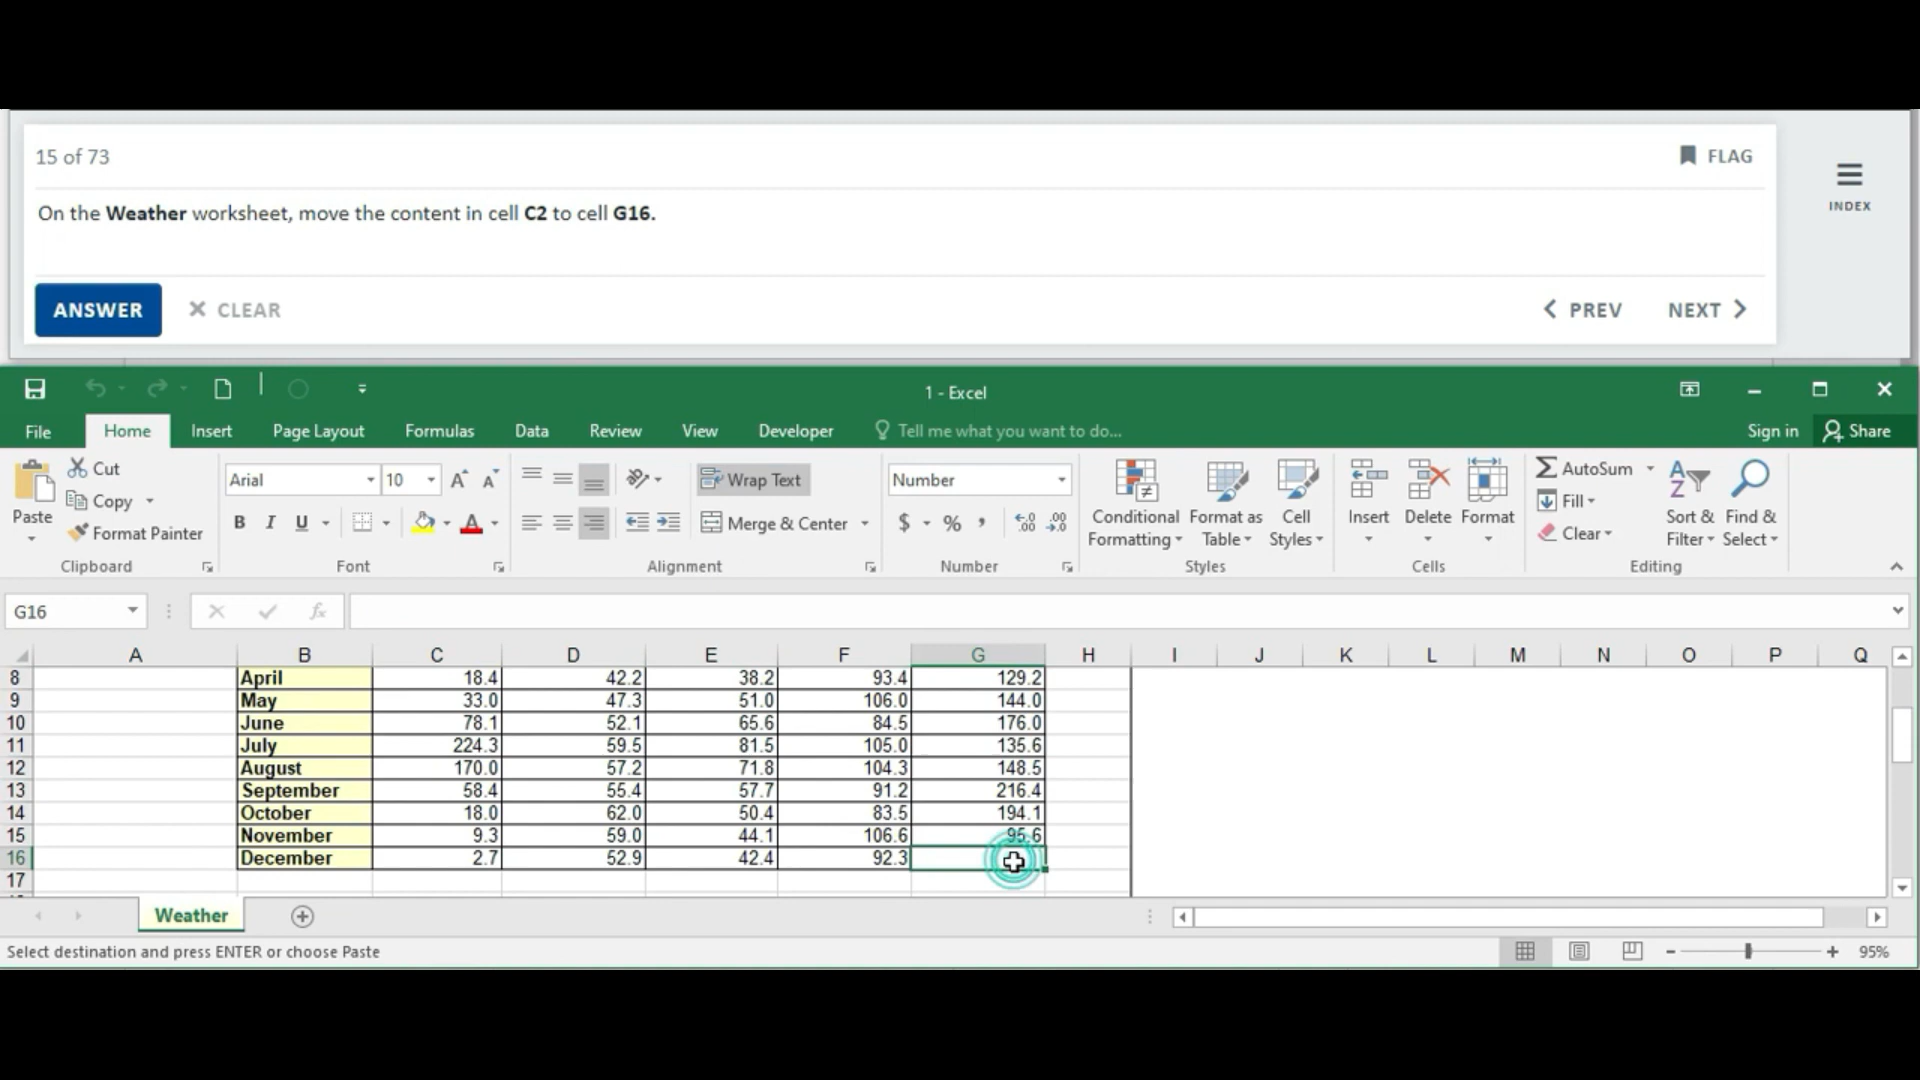 15 of 73
FLAG
INDEX
On the Weather worksheet, move the content in cell C2 to cell G16.
ANSWER
CLEAR
PREV
NEXT
1 - Excel
File
Home
Insert
Page Layout
Formulas
Data
Review
View
Developer
Tell me what you want to do...
Sign in
Share
Paste
Cut
Copy
Format Painter
Clipboard
Arial
10
B I U
Font
Wrap Text
Merge & Center
Alignment
Number
$ % ,
Number
Conditional
Formatting
Format as
Table
Cell
Styles
Styles
Insert
Delete
Format
Cells
AutoSum
Fill
Clear
Sort &
Filter
Find &
Select
Editing
G16
fx
A B C D E F G H I J K L M N O P Q
8 April 18.4 42.2 38.2 93.4 129.2
9 May 33.0 47.3 51.0 106.0 144.0
10 June 78.1 52.1 65.6 84.5 176.0
11 July 224.3 59.5 81.5 105.0 135.6
12 August 170.0 57.2 71.8 104.3 148.5
13 September 58.4 55.4 57.7 91.2 216.4
14 October 18.0 62.0 50.4 83.5 194.1
15 November 9.3 59.0 44.1 106.6 95.6
16 December 2.7 52.9 42.4 92.3
17
Weather
Select destination and press ENTER or choose Paste
95%